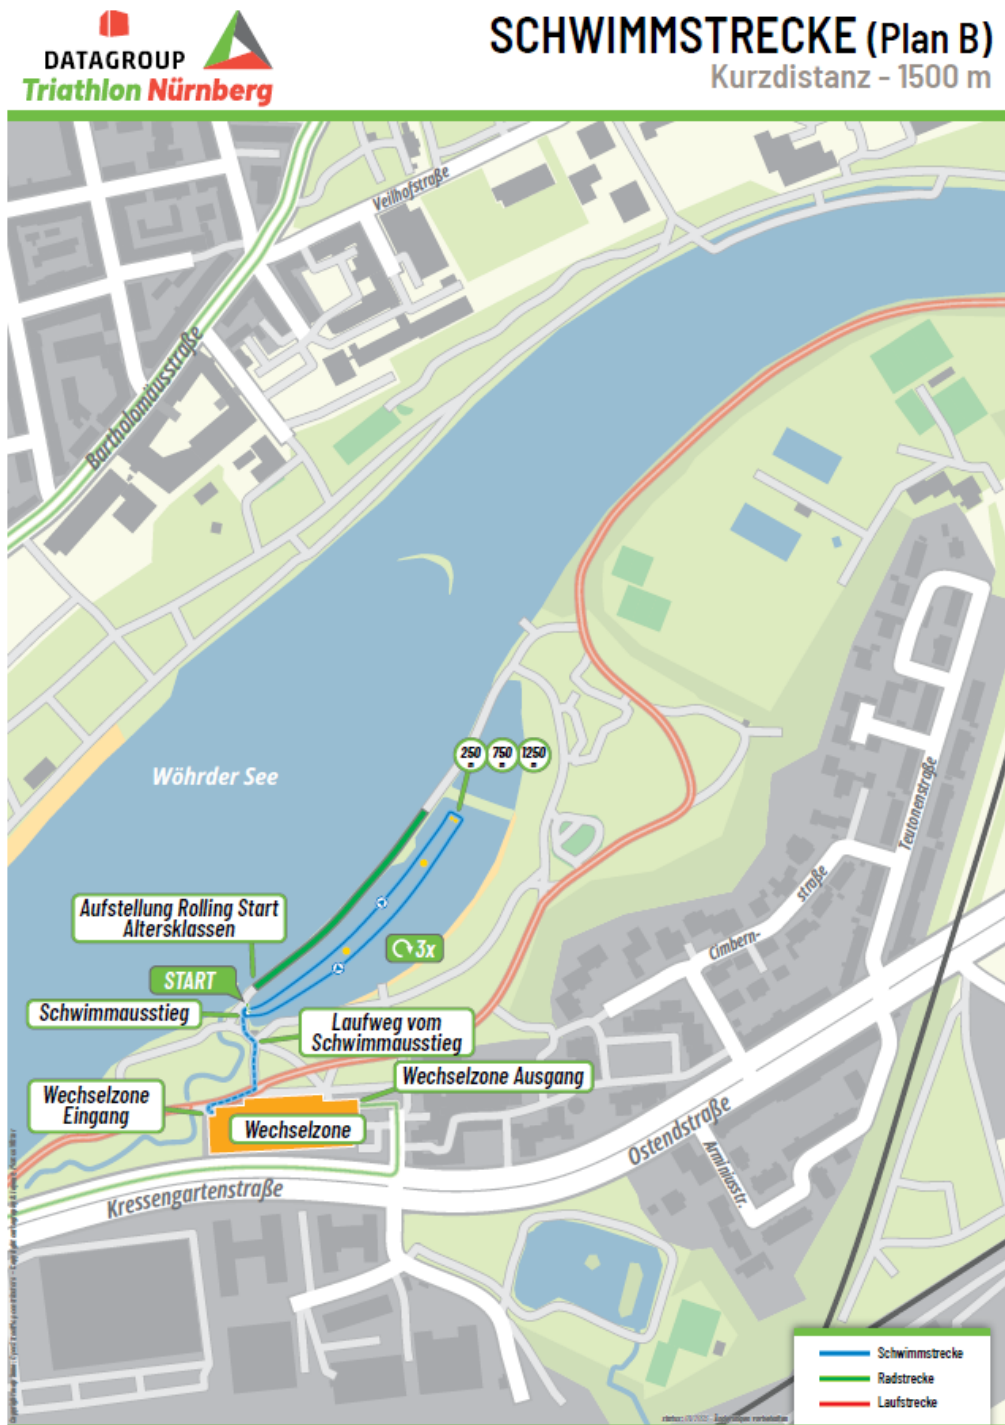 DATAGROUP
Triathlon Nürnberg
SCHWIMMSTRECKE (Plan B)
Kurzdistanz - 1500 m
Veilhofstraße
Bartholomäusstraße
Wöhrder See
250 m
750 m
1250 m
Teutonenstraße
Cimbern-
straße
Aufstellung Rolling Start
Altersklassen
3x
START
Schwimmausstieg
Laufweg vom
Schwimmausstieg
Wechselzone Ausgang
Wechselzone
Eingang
Wechselzone
Ostendstraße
Arminiusstr.
Kressengartenstraße
Schwimmstrecke
Radstrecke
Laufstrecke